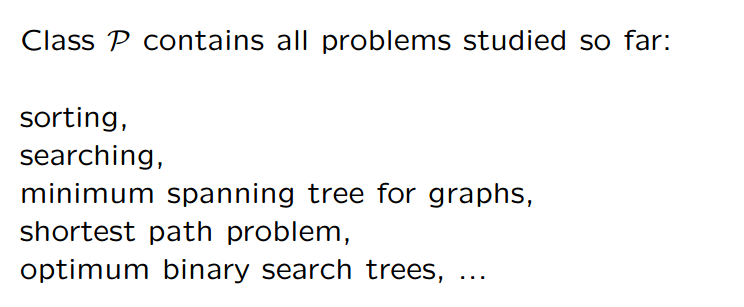 Class 𝒫 contains all problems studied so far:
sorting,
searching,
minimum spanning tree for graphs,
shortest path problem,
optimum binary search trees, ...